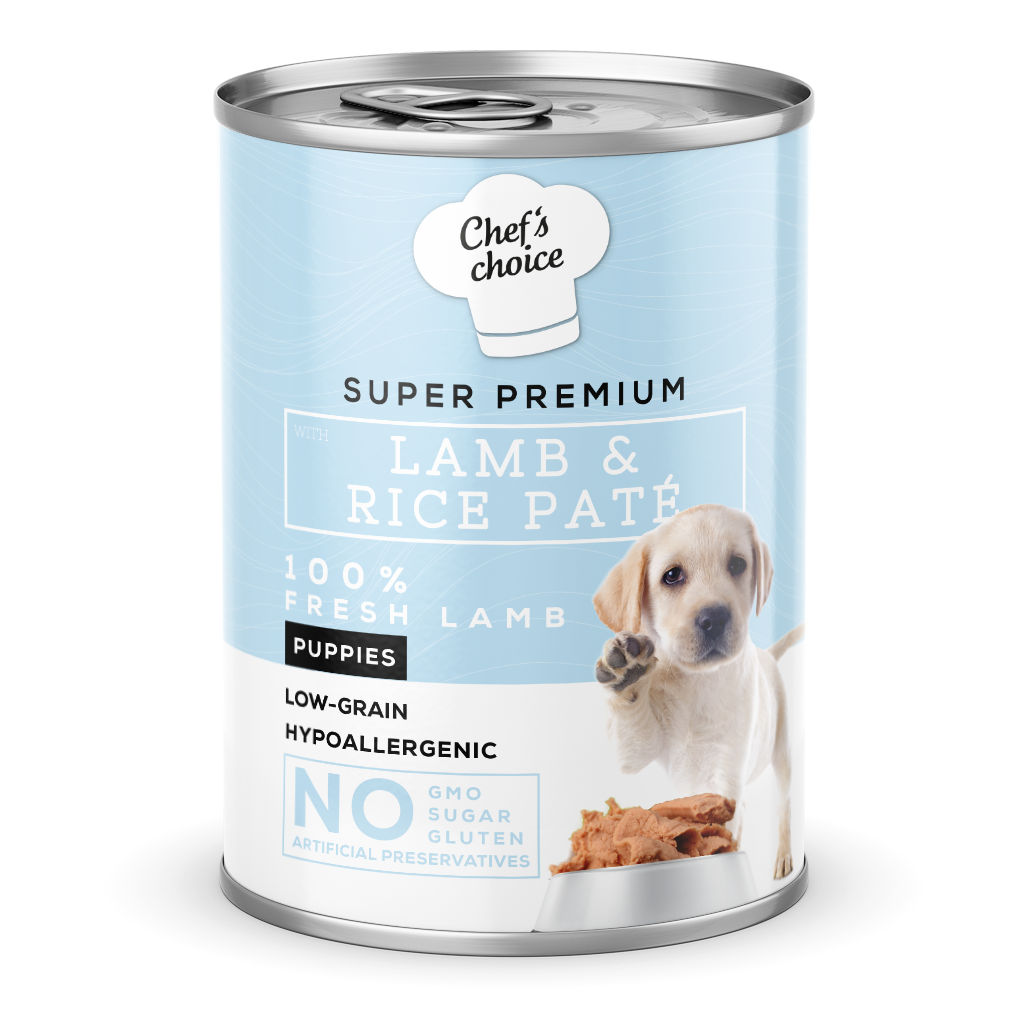 Chef's
choice
SUPER PREMIUM
WITH
LAMB &
RICE PATÉ
100%
FRESH LAMB
PUPPIES
LOW-GRAIN
HYPOALLERGENIC
NO
GMO
SUGAR
GLUTEN
ARTIFICIAL PRESERVATIVES